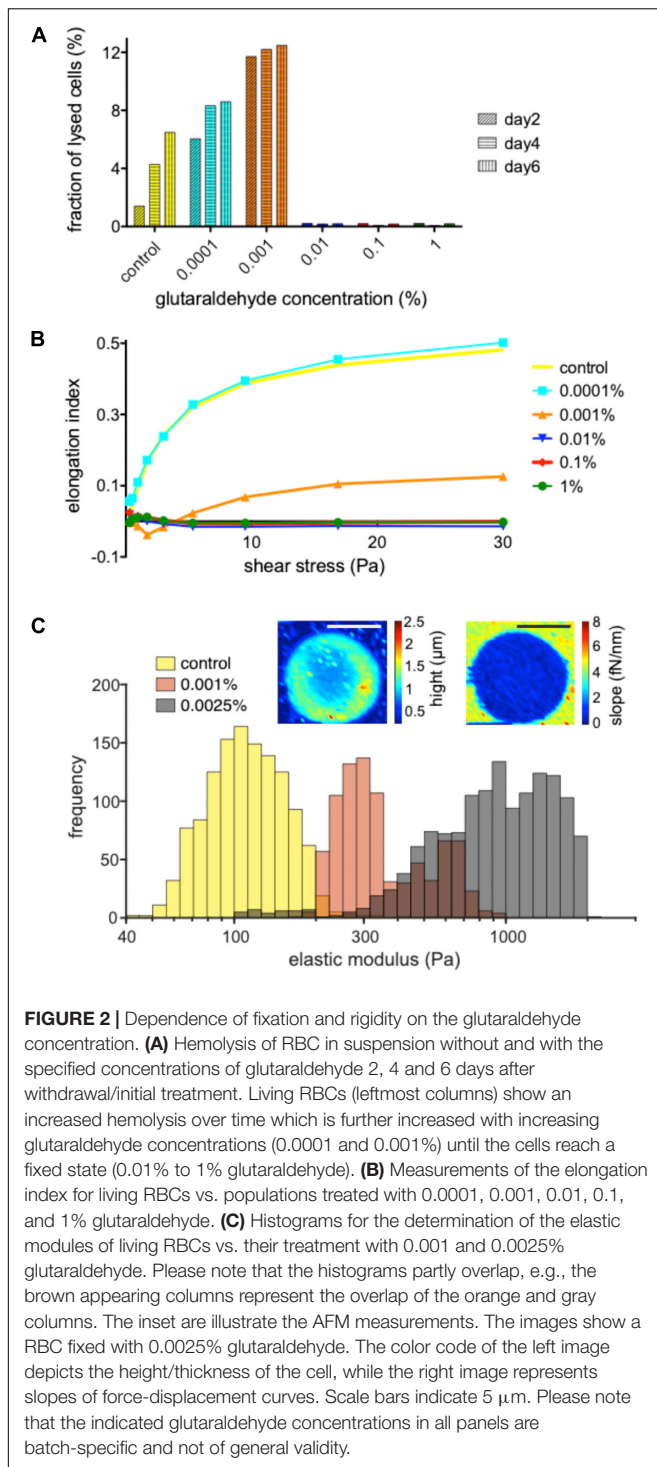 A
fraction of lysed cells (%)
12
8
4
0
day2
day4
day6
control
0.0001
0.001
0.01
0.1
1
glutaraldehyde concentration (%)
B
elongation index
0.5
0.3
0.1
-0.1
10
20
30
shear stress (Pa)
control
0.0001%
0.001%
0.01%
0.1%
1%
C
control
0.001%
0.0025%
2.5
2
1.5
1
0.5
hight (μm)
8
6
4
2
0
slope (fN/nm)
frequency
200
150
100
50
0
40
100
300
1000
elastic modulus (Pa)
FIGURE 2 | Dependence of fixation and rigidity on the glutaraldehyde
concentration. (A) Hemolysis of RBC in suspension without and with the
specified concentrations of glutaraldehyde 2, 4 and 6 days after
withdrawal/initial treatment. Living RBCs (leftmost columns) show an
increased hemolysis over time which is further increased with increasing
glutaraldehyde concentrations (0.0001 and 0.001%) until the cells reach a
fixed state (0.01% to 1% glutaraldehyde). (B) Measurements of the elongation
index for living RBCs vs. populations treated with 0.0001, 0.001, 0.01, 0.1,
and 1% glutaraldehyde. (C) Histograms for the determination of the elastic
modules of living RBCs vs. their treatment with 0.001 and 0.0025%
glutaraldehyde. Please note that the histograms partly overlap, e.g., the
brown appearing columns represent the overlap of the orange and gray
columns. The inset are illustrate the AFM measurements. The images show a
RBC fixed with 0.0025% glutaraldehyde. The color code of the left image
depicts the height/thickness of the cell, while the right image represents
slopes of force-displacement curves. Scale bars indicate 5 μm. Please note
that the indicated glutaraldehyde concentrations in all panels are
batch-specific and not of general validity.